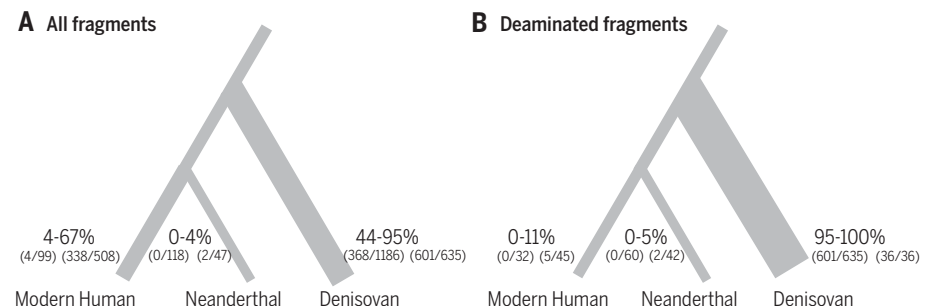 A All fragments
4-67%
(4/99) (338/508)
0-4%
(0/118) (2/47)
44-95%
(368/1186) (601/635)
Modern Human
Neanderthal
Denisovan
B Deaminated fragments
0-11%
(0/32) (5/45)
0-5%
(0/60) (2/42)
95-100%
(601/635) (36/36)
Modern Human
Neanderthal
Denisovan